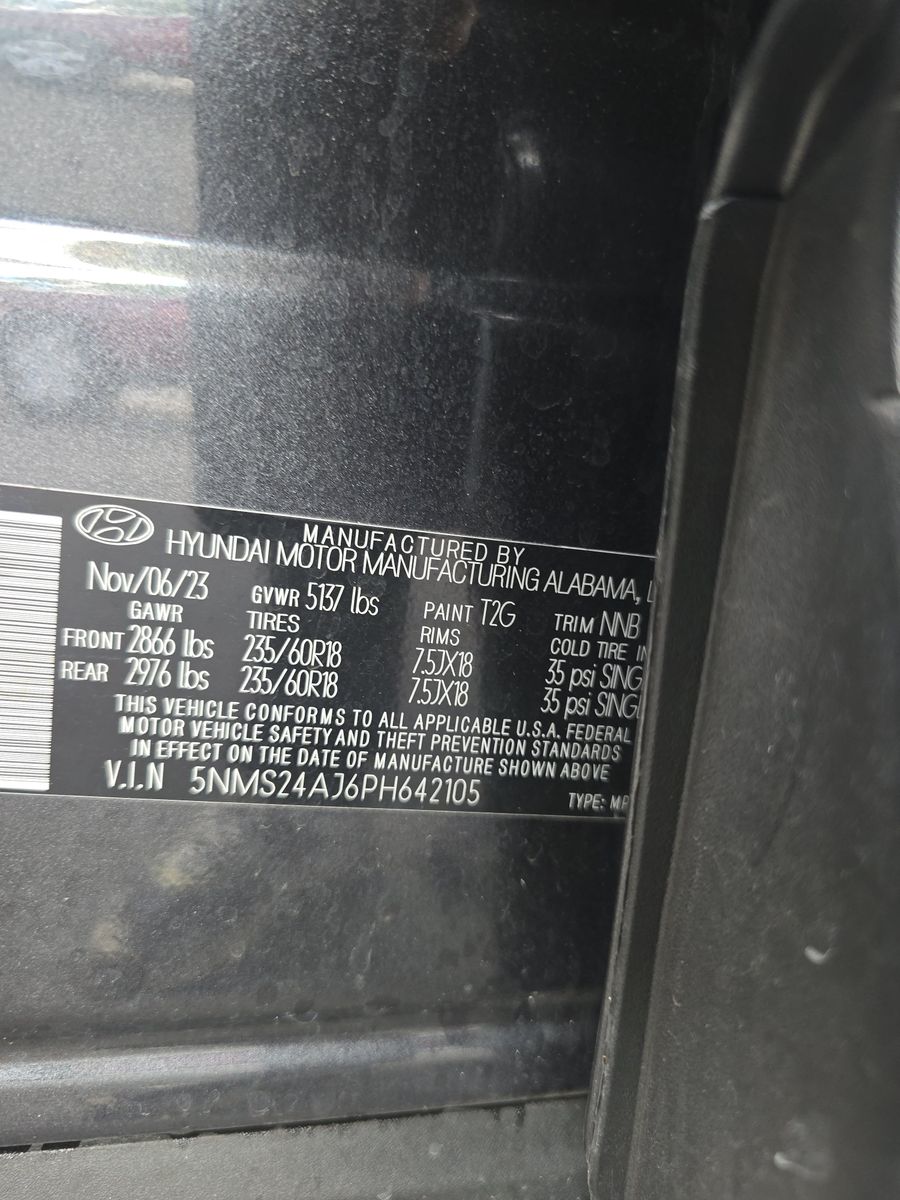 MANUFACTURED BY
HYUNDAI MOTOR MANUFACTURING ALABAMA,
Nov/06/23 GVWR 5137 lbs PAINT T2G TRIM NNB
GAWR TIRES RIMS COLD TIRE
FRONT 2866 lbs 235/60R18 7.5JX18 35 psi SING
REAR 2976 lbs 235/60R18 7.5JX18 35 psi SING
THIS VEHICLE CONFORMS TO ALL APPLICABLE U.S.A. FEDERAL
MOTOR VEHICLE SAFETY AND THEFT PREVENTION STANDARDS
IN EFFECT ON THE DATE OF MANUFACTURE SHOWN ABOVE
V.I.N 5NMS24AJ6PH642105 TYPE: MP